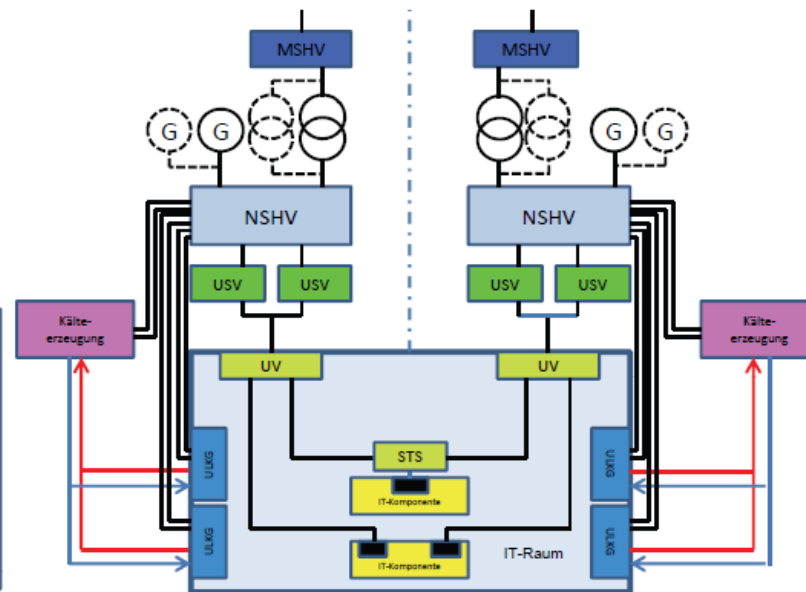 MSHV
MSHV
G
G
G
G
NSHV
NSHV
USV
USV
USV
USV
Kälte-
erzeugung
Kälte-
erzeugung
UV
UV
STS
ULKG
ULKG
IT-Komponente
ULKG
ULKG
IT-Komponente
IT-Raum